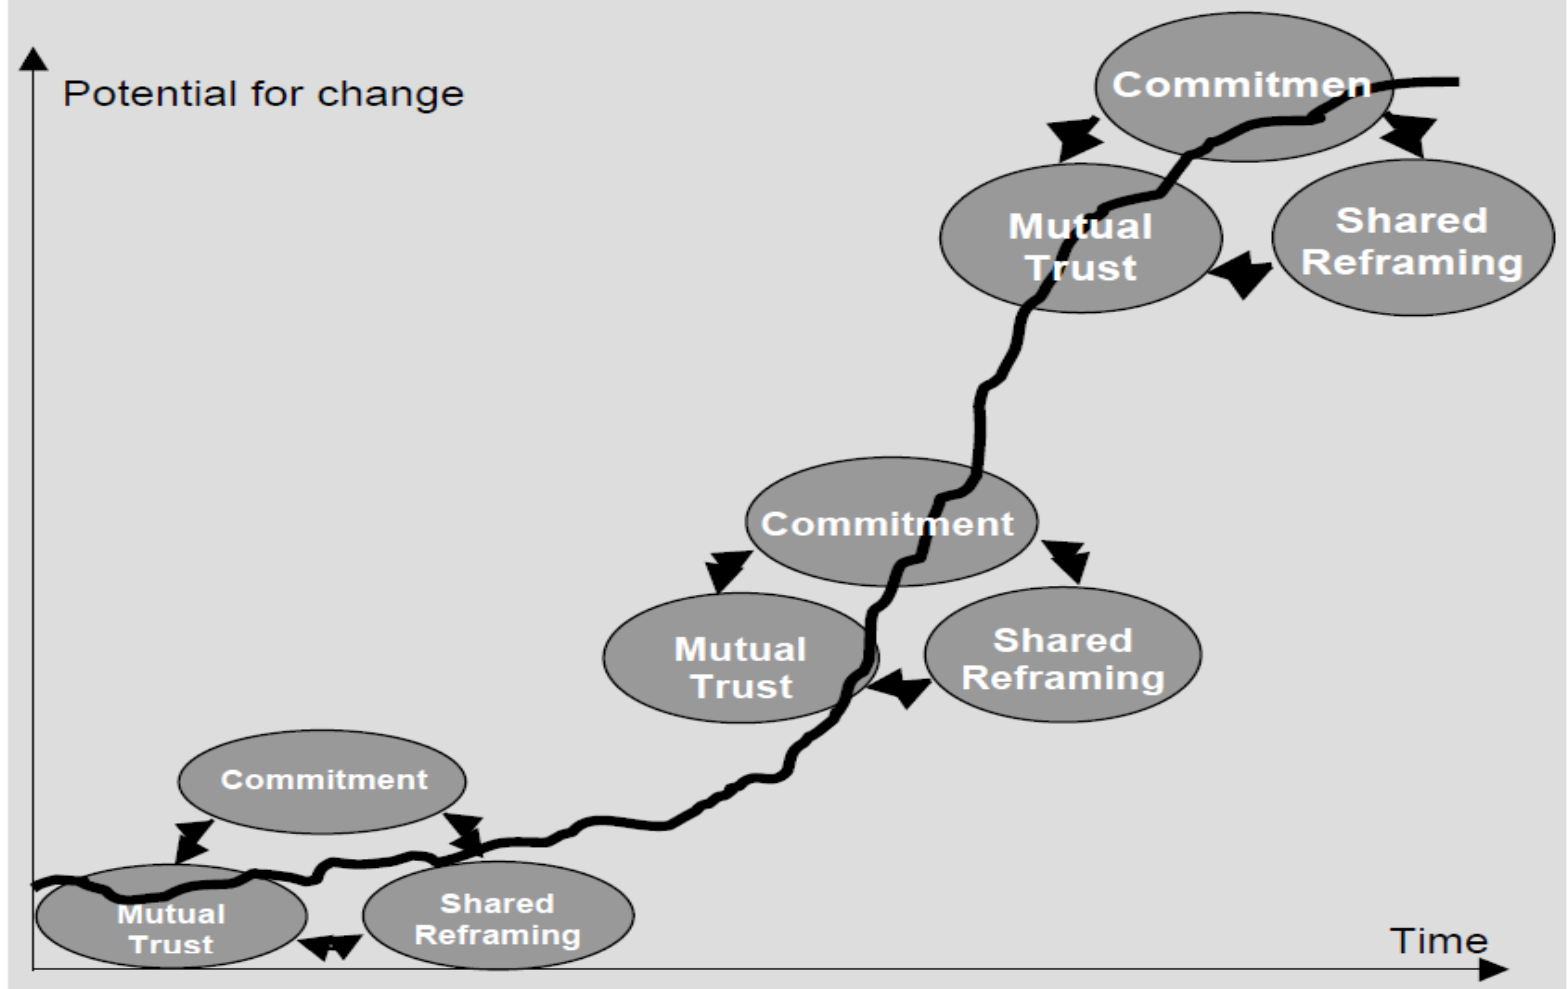 Potential for change
Commitmen
Mutual
Trust
Shared
Reframing
Commitment
Mutual
Trust
Shared
Reframing
Commitment
Mutual
Trust
Shared
Reframing
Time